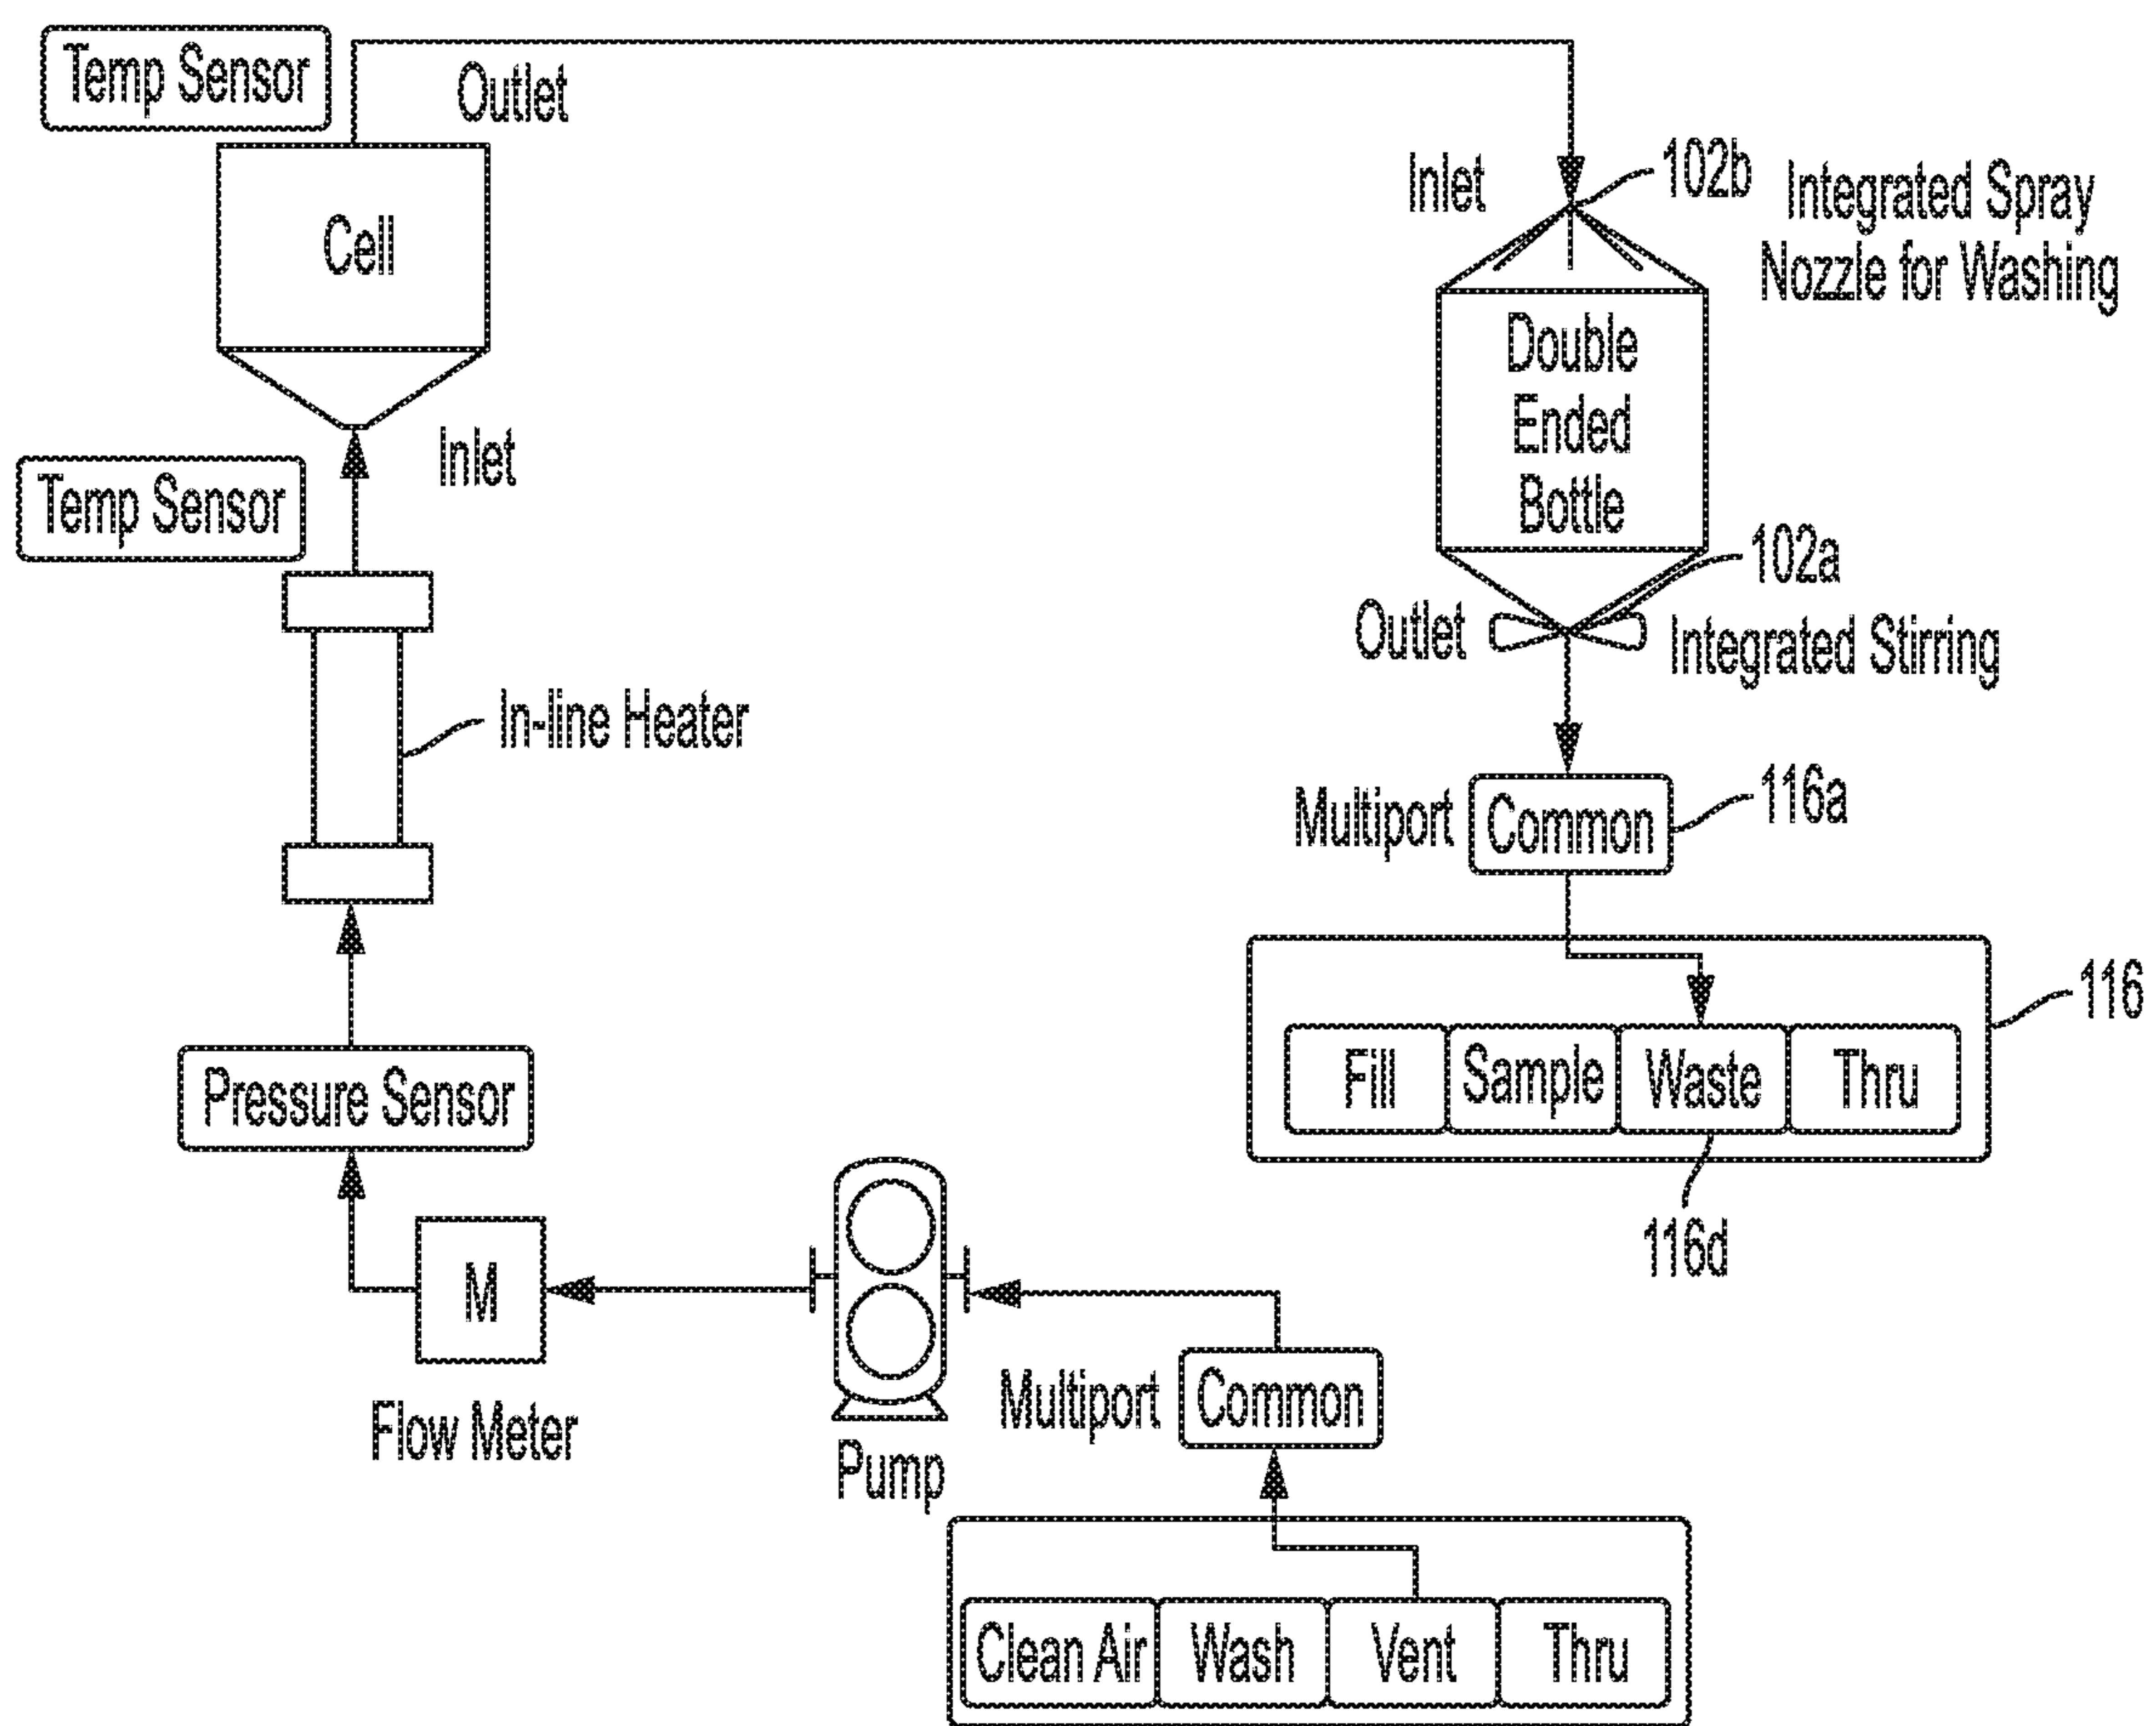 Temp Sensor
Outlet
Cell
Inlet
Temp Sensor
In-line Heater
Pressure Sensor
M
Flow Meter
Pump
Multiport
Common
Clean Air
Wash
Vent
Thru
Inlet
102b
Integrated Spray
Nozzle for Washing
Double
Ended
Bottle
102a
Outlet
Integrated Stirring
Multiport
Common
116a
116
Fill
Sample
Waste
Thru
116d